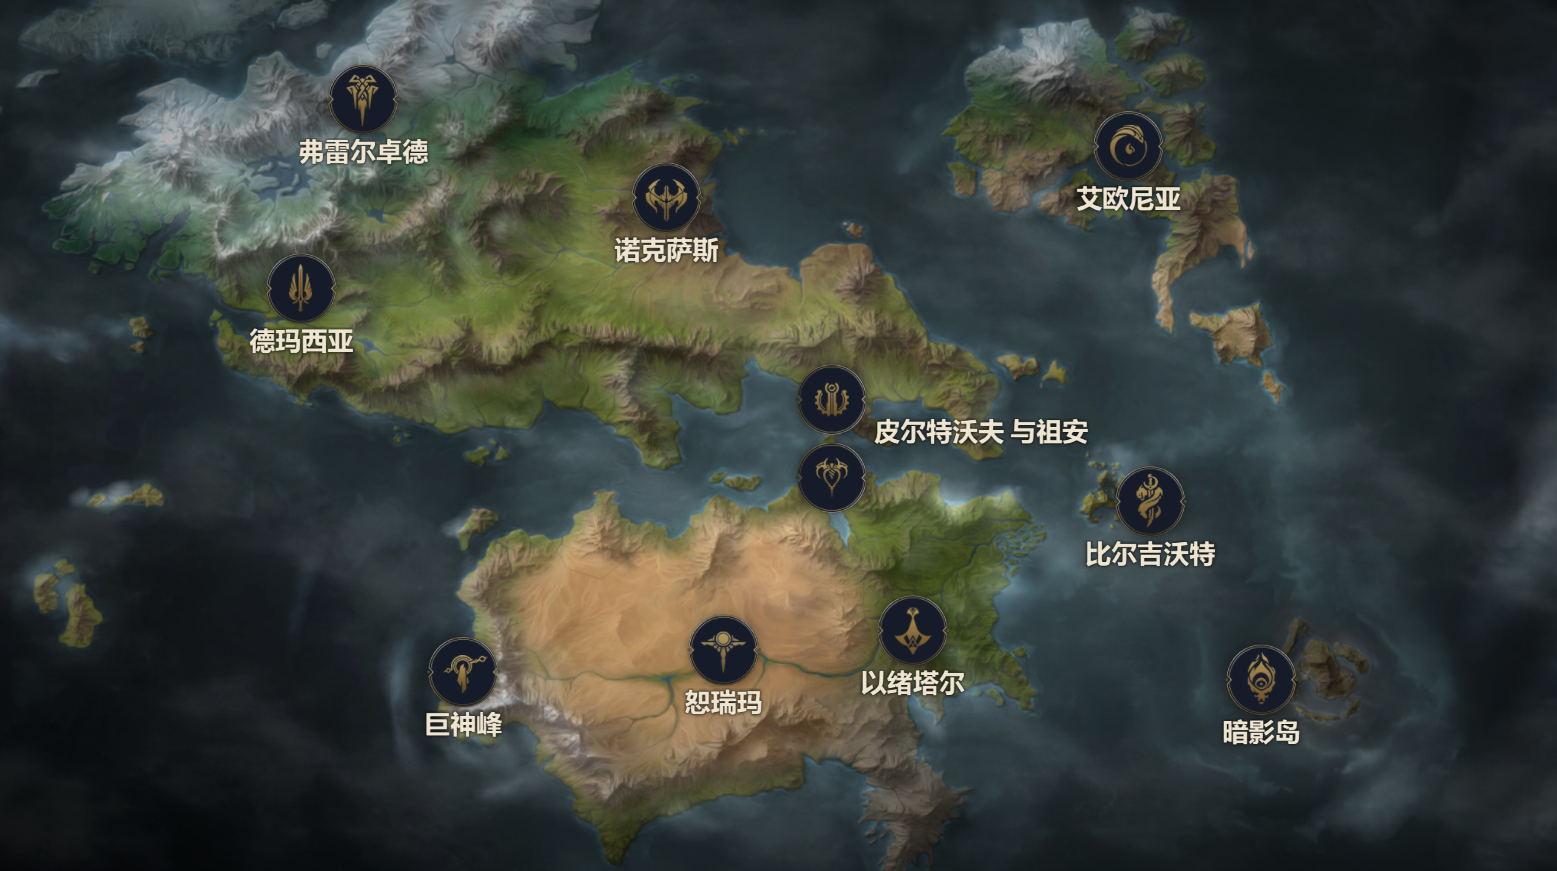 弗雷尔卓德
艾欧尼亚
诺克萨斯
德玛西亚
皮尔特沃夫 与祖安
比尔吉沃特
以绪塔尔
恕瑞玛
巨神峰
暗影岛